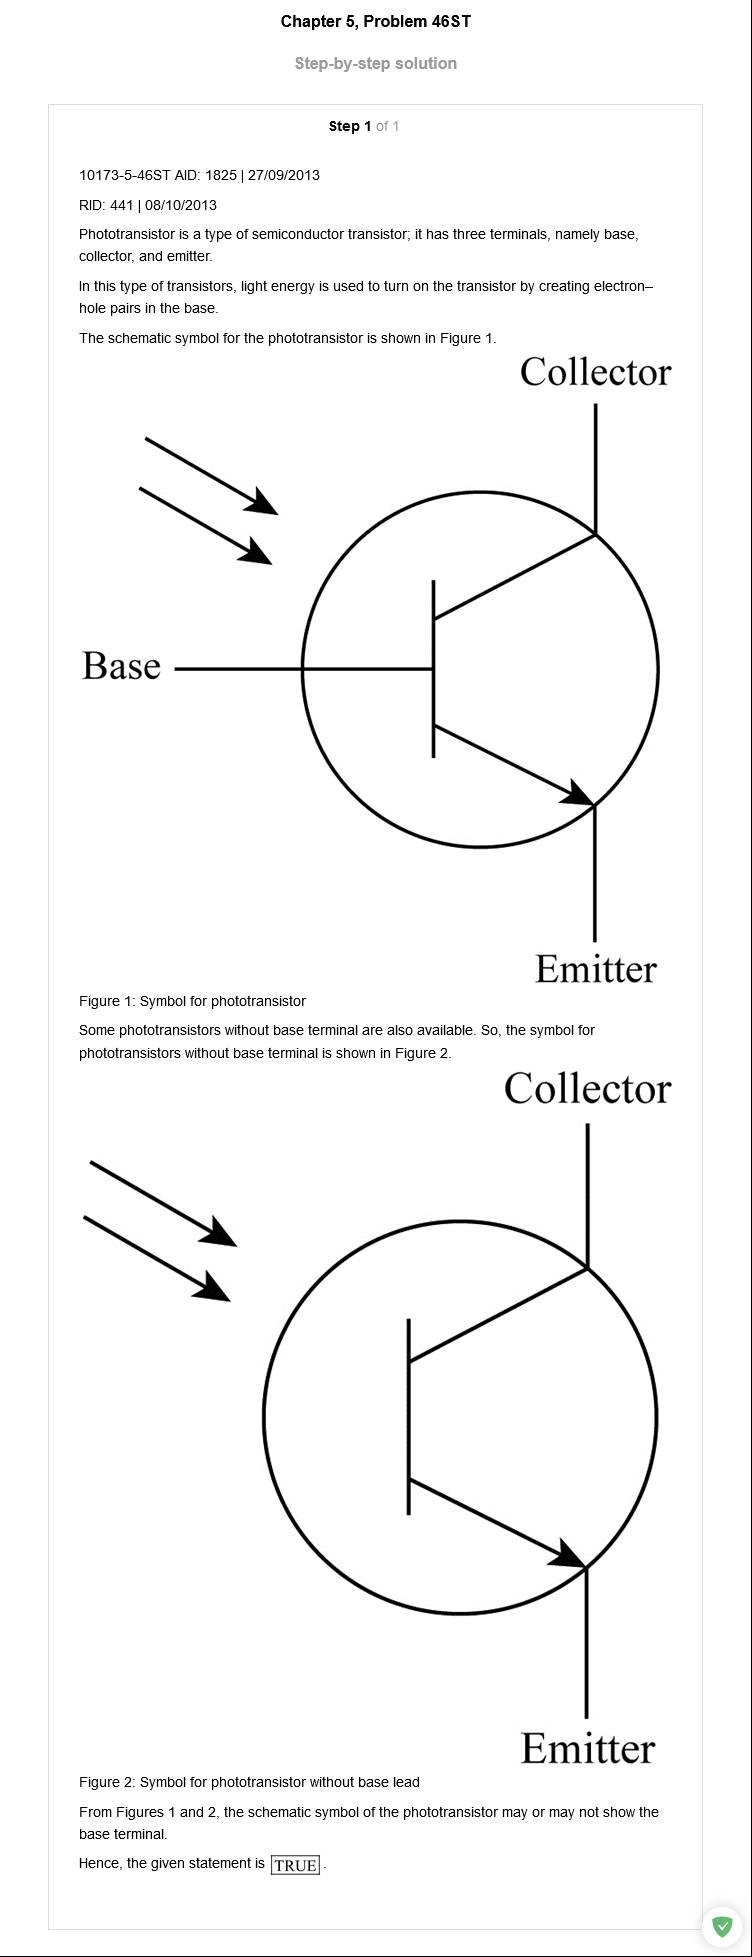 Chapter 5, Problem 46ST
Step-by-step solution
Step 1 of 1
10173-5-46ST AID: 1825 | 27/09/2013
RID: 441 | 08/10/2013
Phototransistor is a type of semiconductor transistor; it has three terminals, namely base,
collector, and emitter.
In this type of transistors, light energy is used to turn on the transistor by creating electron–
hole pairs in the base.
The schematic symbol for the phototransistor is shown in Figure 1.
Collector
Base
Emitter
Figure 1: Symbol for phototransistor
Some phototransistors without base terminal are also available. So, the symbol for
phototransistors without base terminal is shown in Figure 2.
Collector
Emitter
Figure 2: Symbol for phototransistor without base lead
From Figures 1 and 2, the schematic symbol of the phototransistor may or may not show the
base terminal.
Hence, the given statement is TRUE.